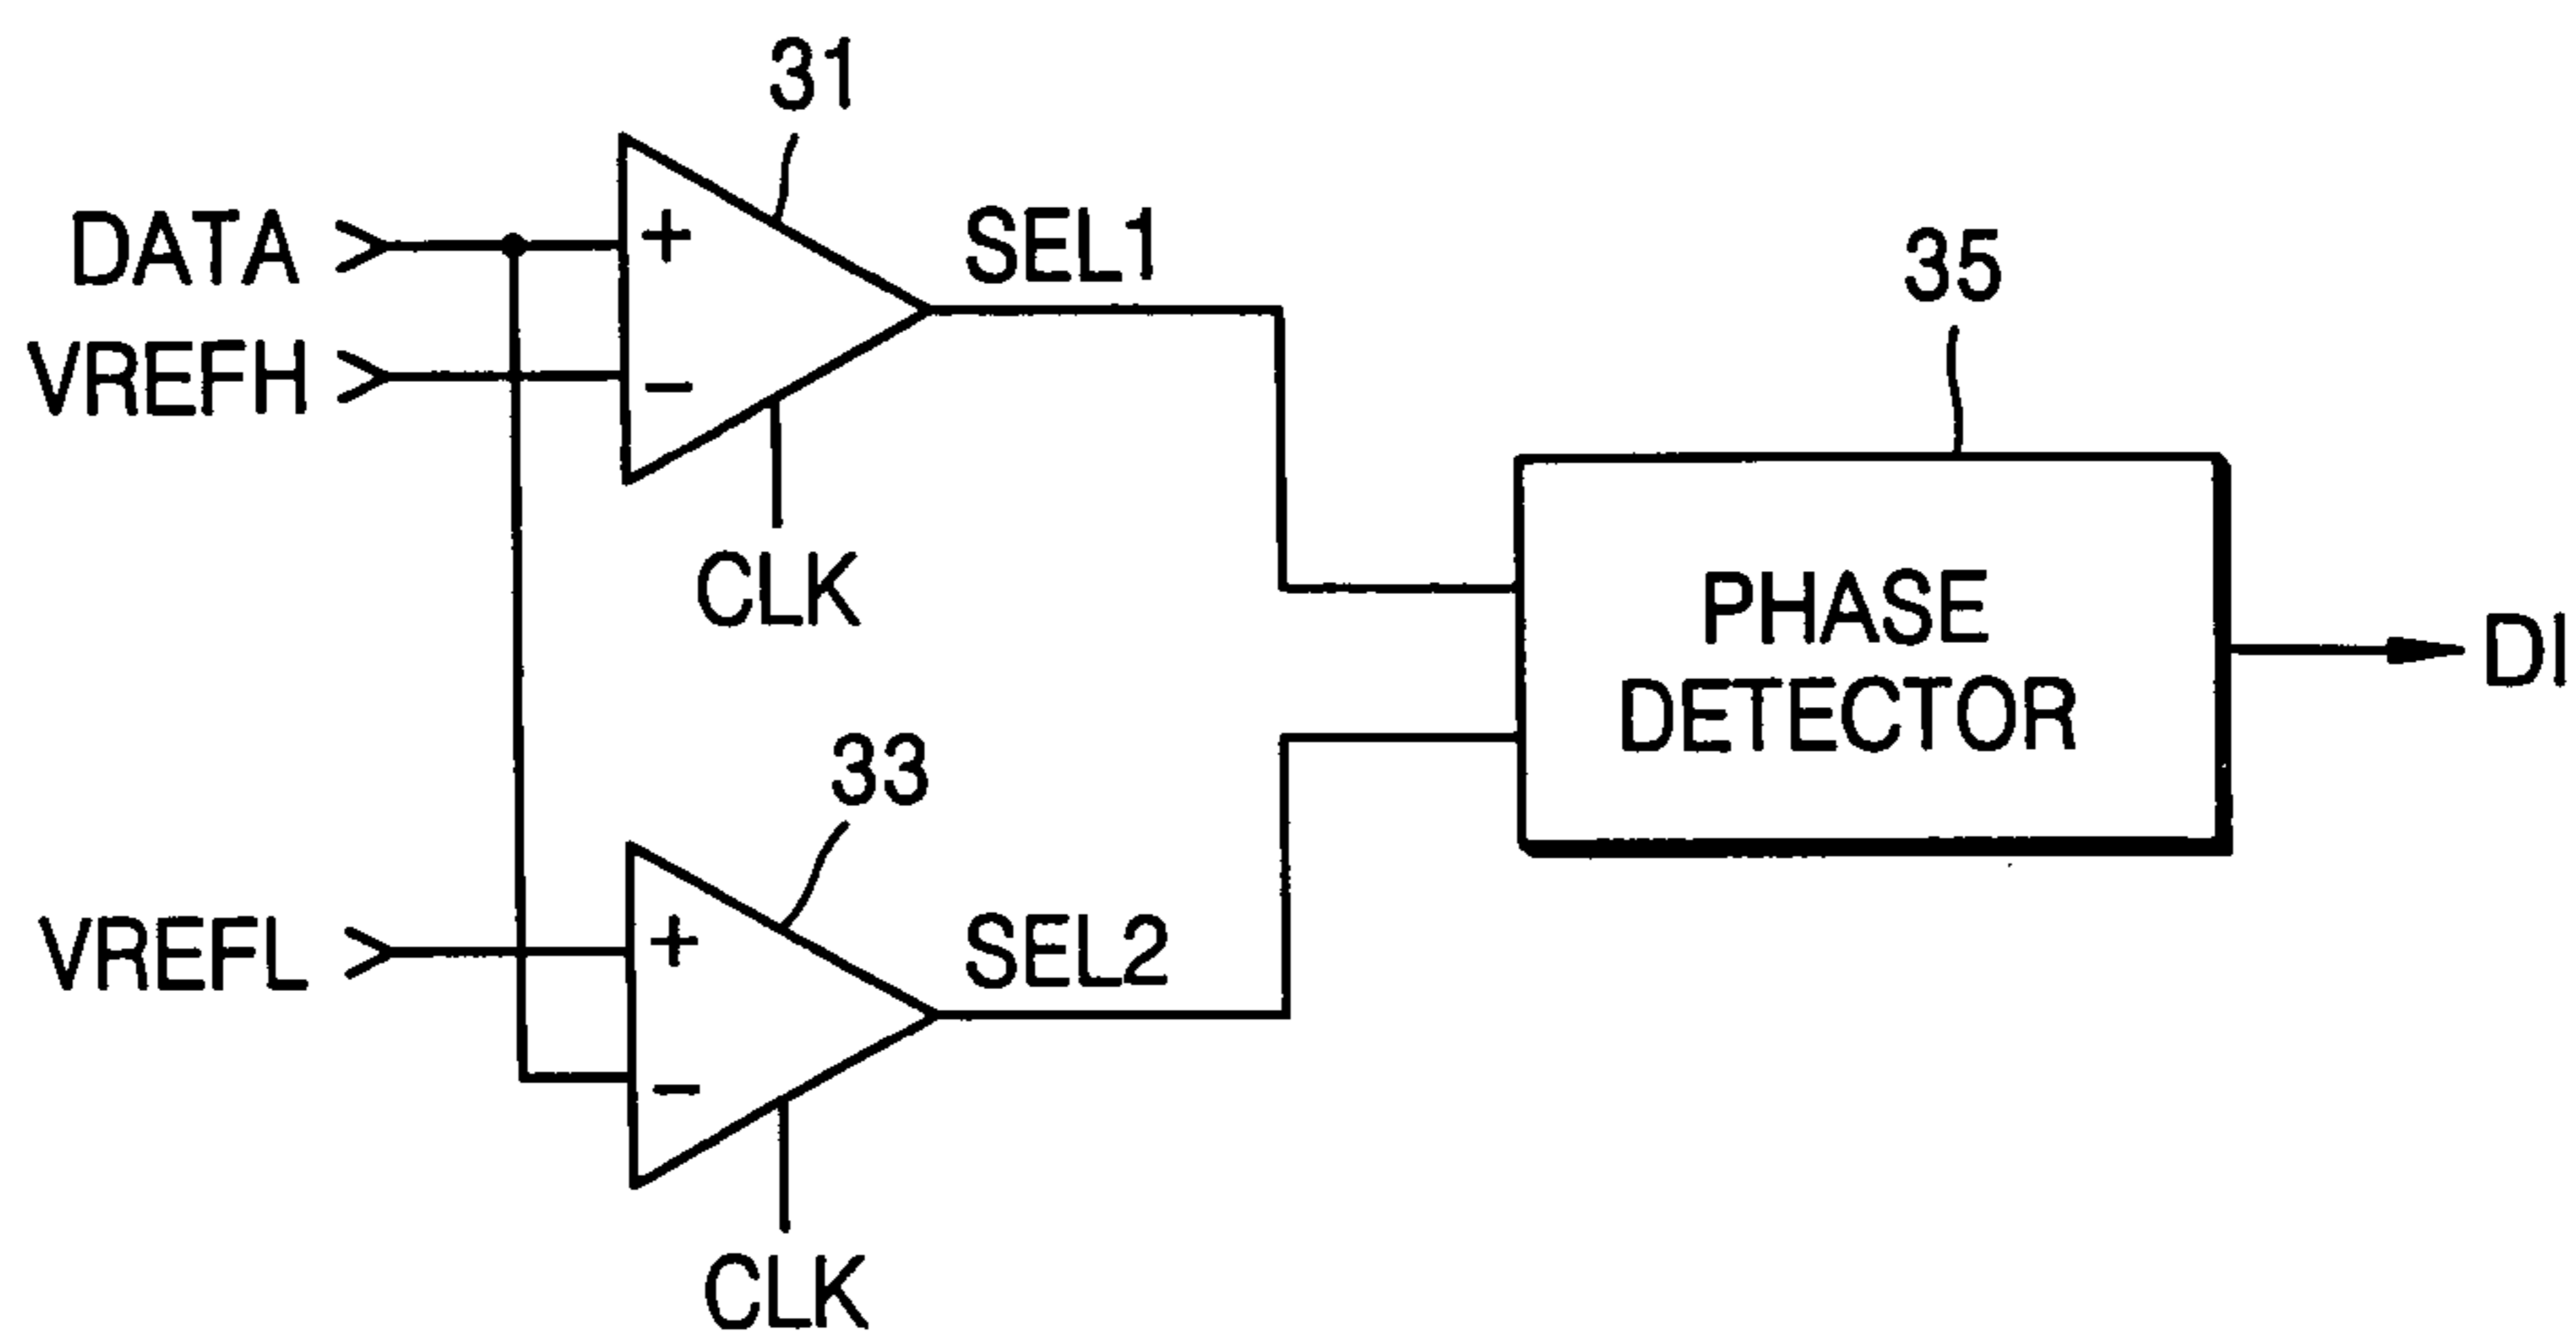 31
DATA
+
SEL1
35
VREFH
−
CLK
PHASE
DETECTOR
DI
33
VREFL
+
SEL2
−
CLK